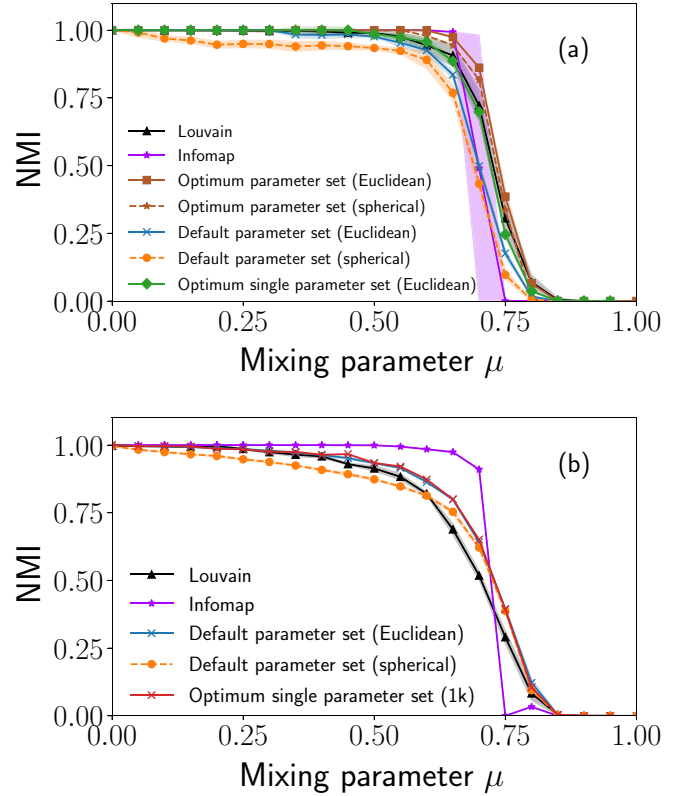 1.00
0.75
0.50
0.25
0.00
NMI
(a)
Louvain
Infomap
Optimum parameter set (Euclidean)
Optimum parameter set (spherical)
Default parameter set (Euclidean)
Default parameter set (spherical)
Optimum single parameter set (Euclidean)
0.00 0.25 0.50 0.75 1.00
Mixing parameter μ
1.00
0.75
0.50
0.25
0.00
NMI
(b)
Louvain
Infomap
Default parameter set (Euclidean)
Default parameter set (spherical)
Optimum single parameter set (1k)
0.00 0.25 0.50 0.75 1.00
Mixing parameter μ